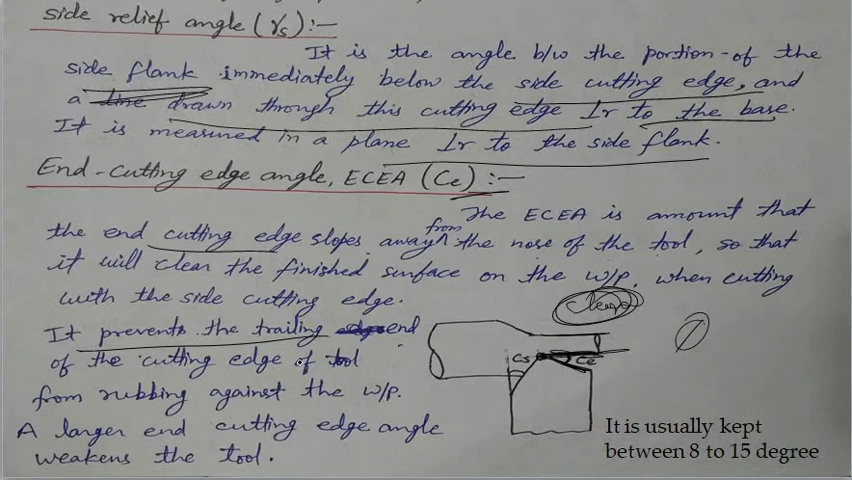 side relief angle (γs) :-
It is the angle b/w the portion of the
side flank immediately below the side cutting edge, and
a line drawn through this cutting edge ⊥r to the base.
It is measured in a plane ⊥r to the side flank.
End-cutting edge angle, ECEA (Ce) :-
The ECEA is amount that
the end cutting edge slopes away from the nose of the tool, so that
it will clear the finished surface on the w/p, when cutting
with the side cutting edge.
clear
It prevents the trailing end
of the cutting edge of tool
from rubbing against the w/p.
A larger end cutting edge angle
weakens the tool.
Cs
Ce
1
It is usually kept
between 8 to 15 degree